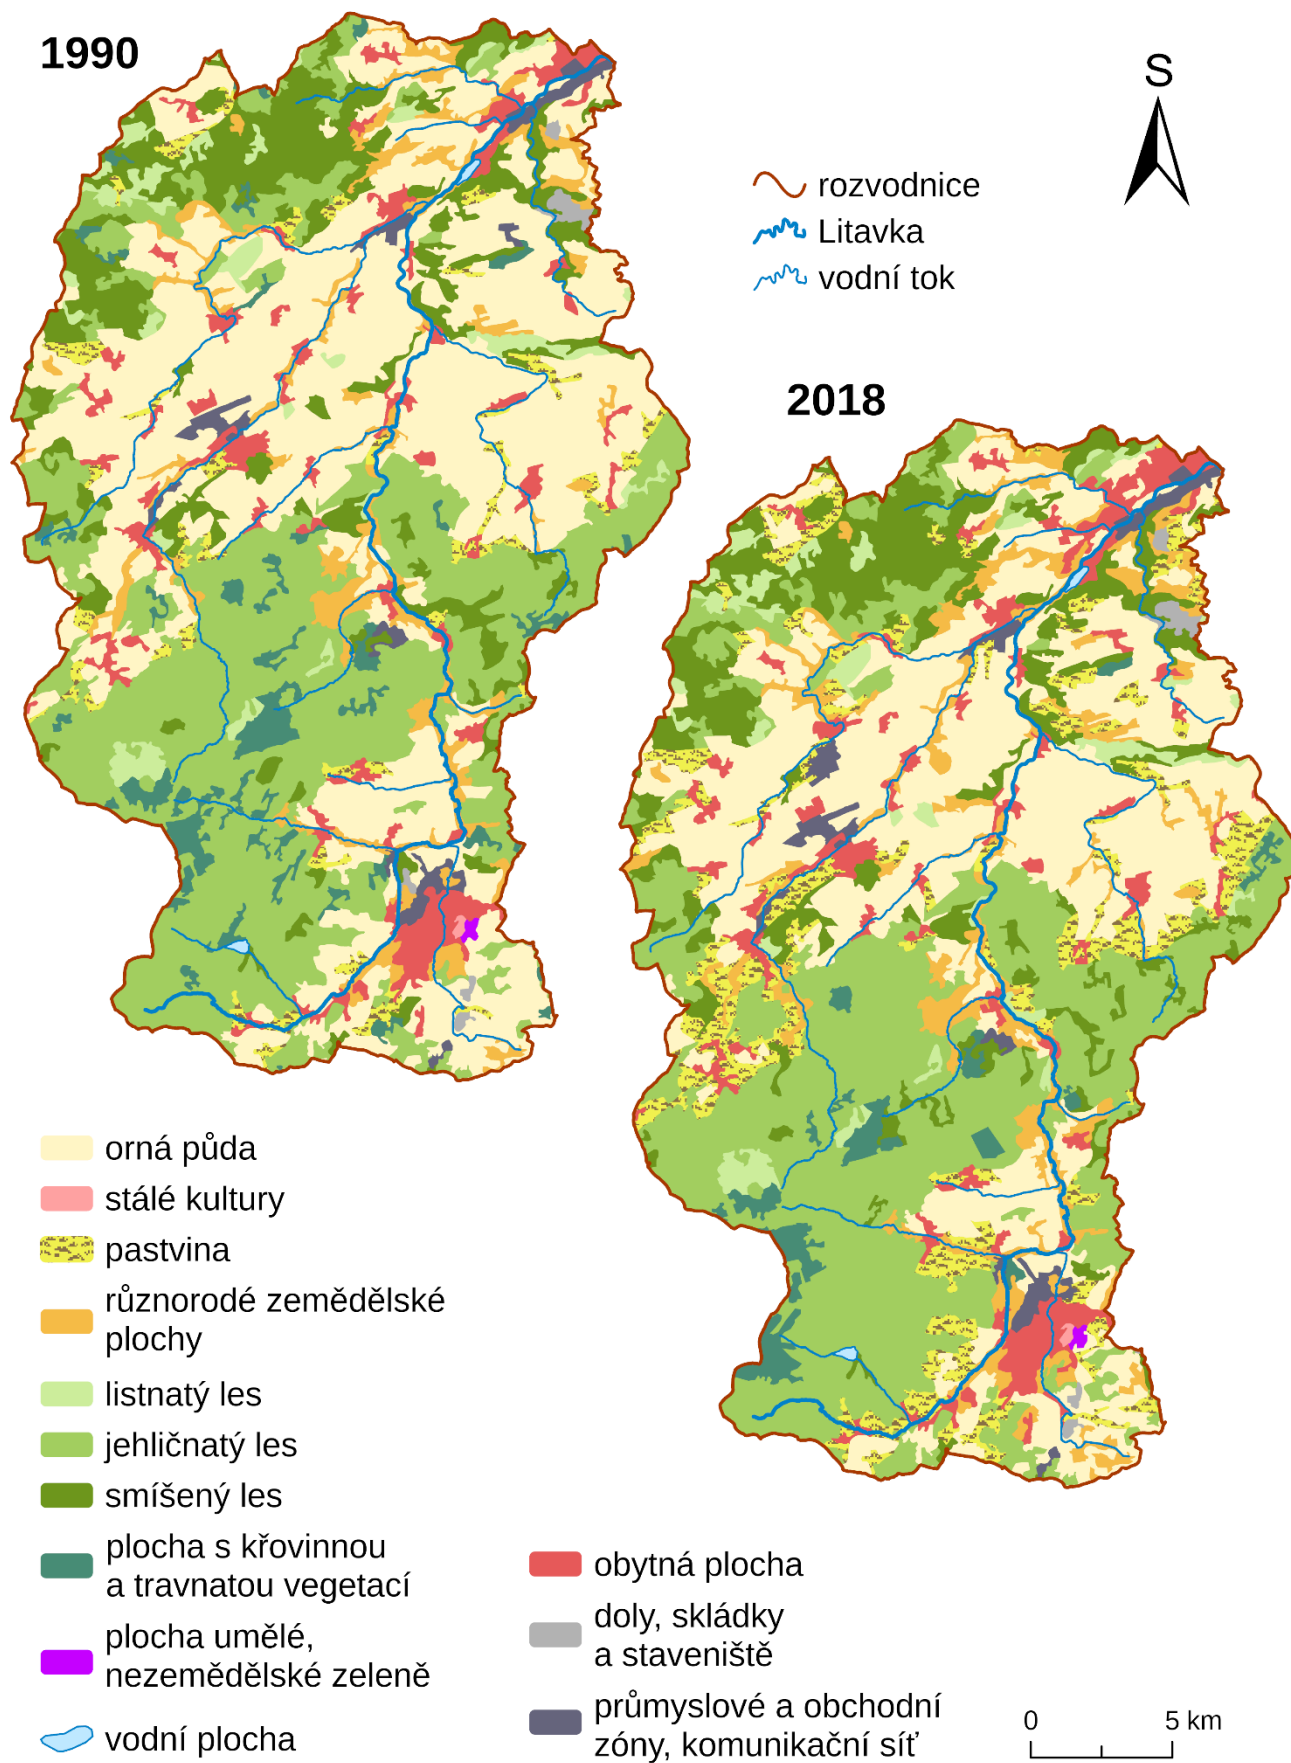 1990
S
rozvodnice
Litavka
vodní tok
2018
orná půda
stálé kultury
pastvina
různorodé zemědělské
plochy
listnatý les
jehličnatý les
smíšený les
plocha s křovinnou
a travnatou vegetací
plocha umělé,
nezemědělské zeleně
vodní plocha
obytná plocha
doly, skládky
a staveniště
průmyslové a obchodní
zóny, komunikační síť
0 5 km